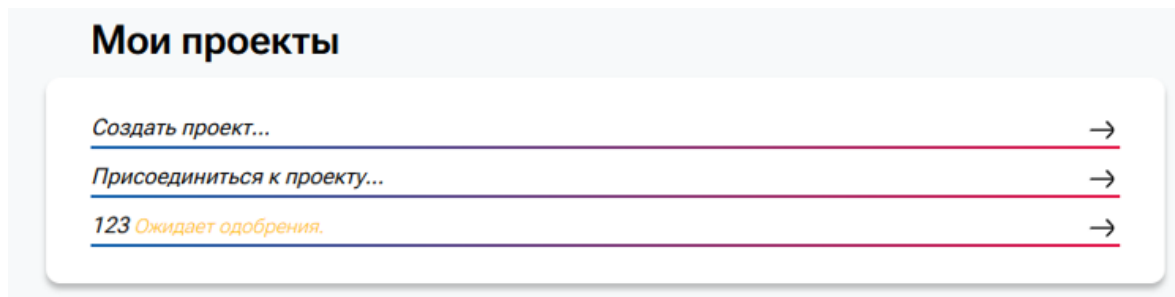 Мои проекты
Создать проект...
Присоединиться к проекту...
123 Ожидает одобрения.